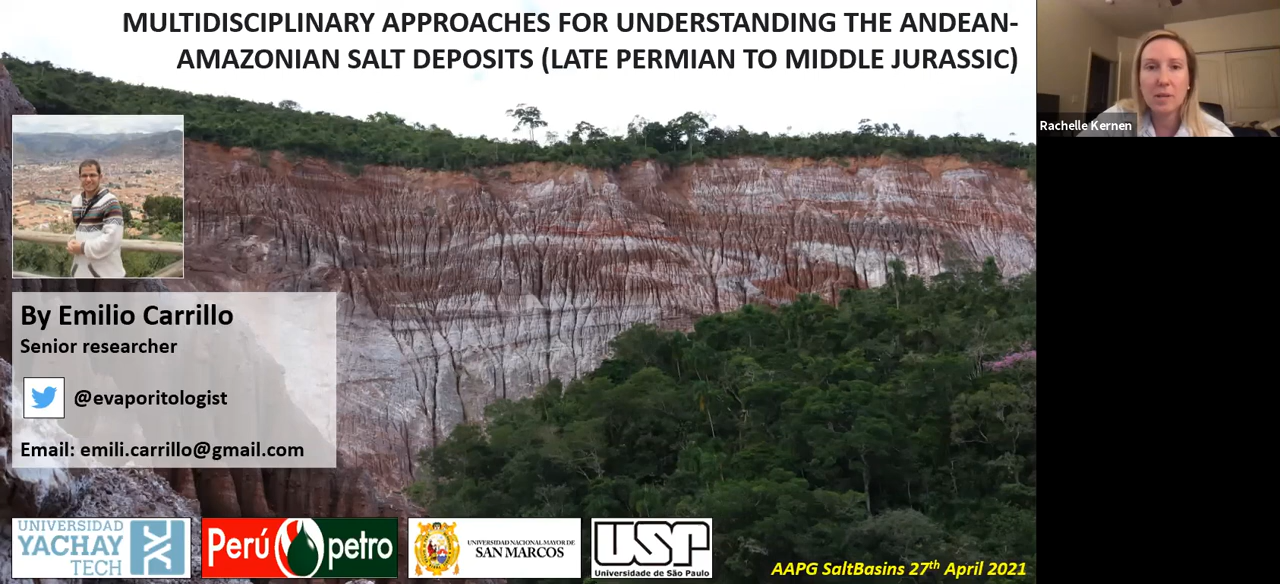 MULTIDISCIPLINARY APPROACHES FOR UNDERSTANDING THE ANDEAN-
AMAZONIAN SALT DEPOSITS (LATE PERMIAN TO MIDDLE JURASSIC)
Rachelle Kernen
By Emilio Carrillo
Senior researcher
@evaporitologist
Email: emili.carrillo@gmail.com
UNIVERSIDAD
YACHAY
TECH
Perú petro
UNIVERSIDAD NACIONAL MAYOR DE
SAN MARCOS
USP
Universidade de São Paulo
AAPG SaltBasins 27th April 2021